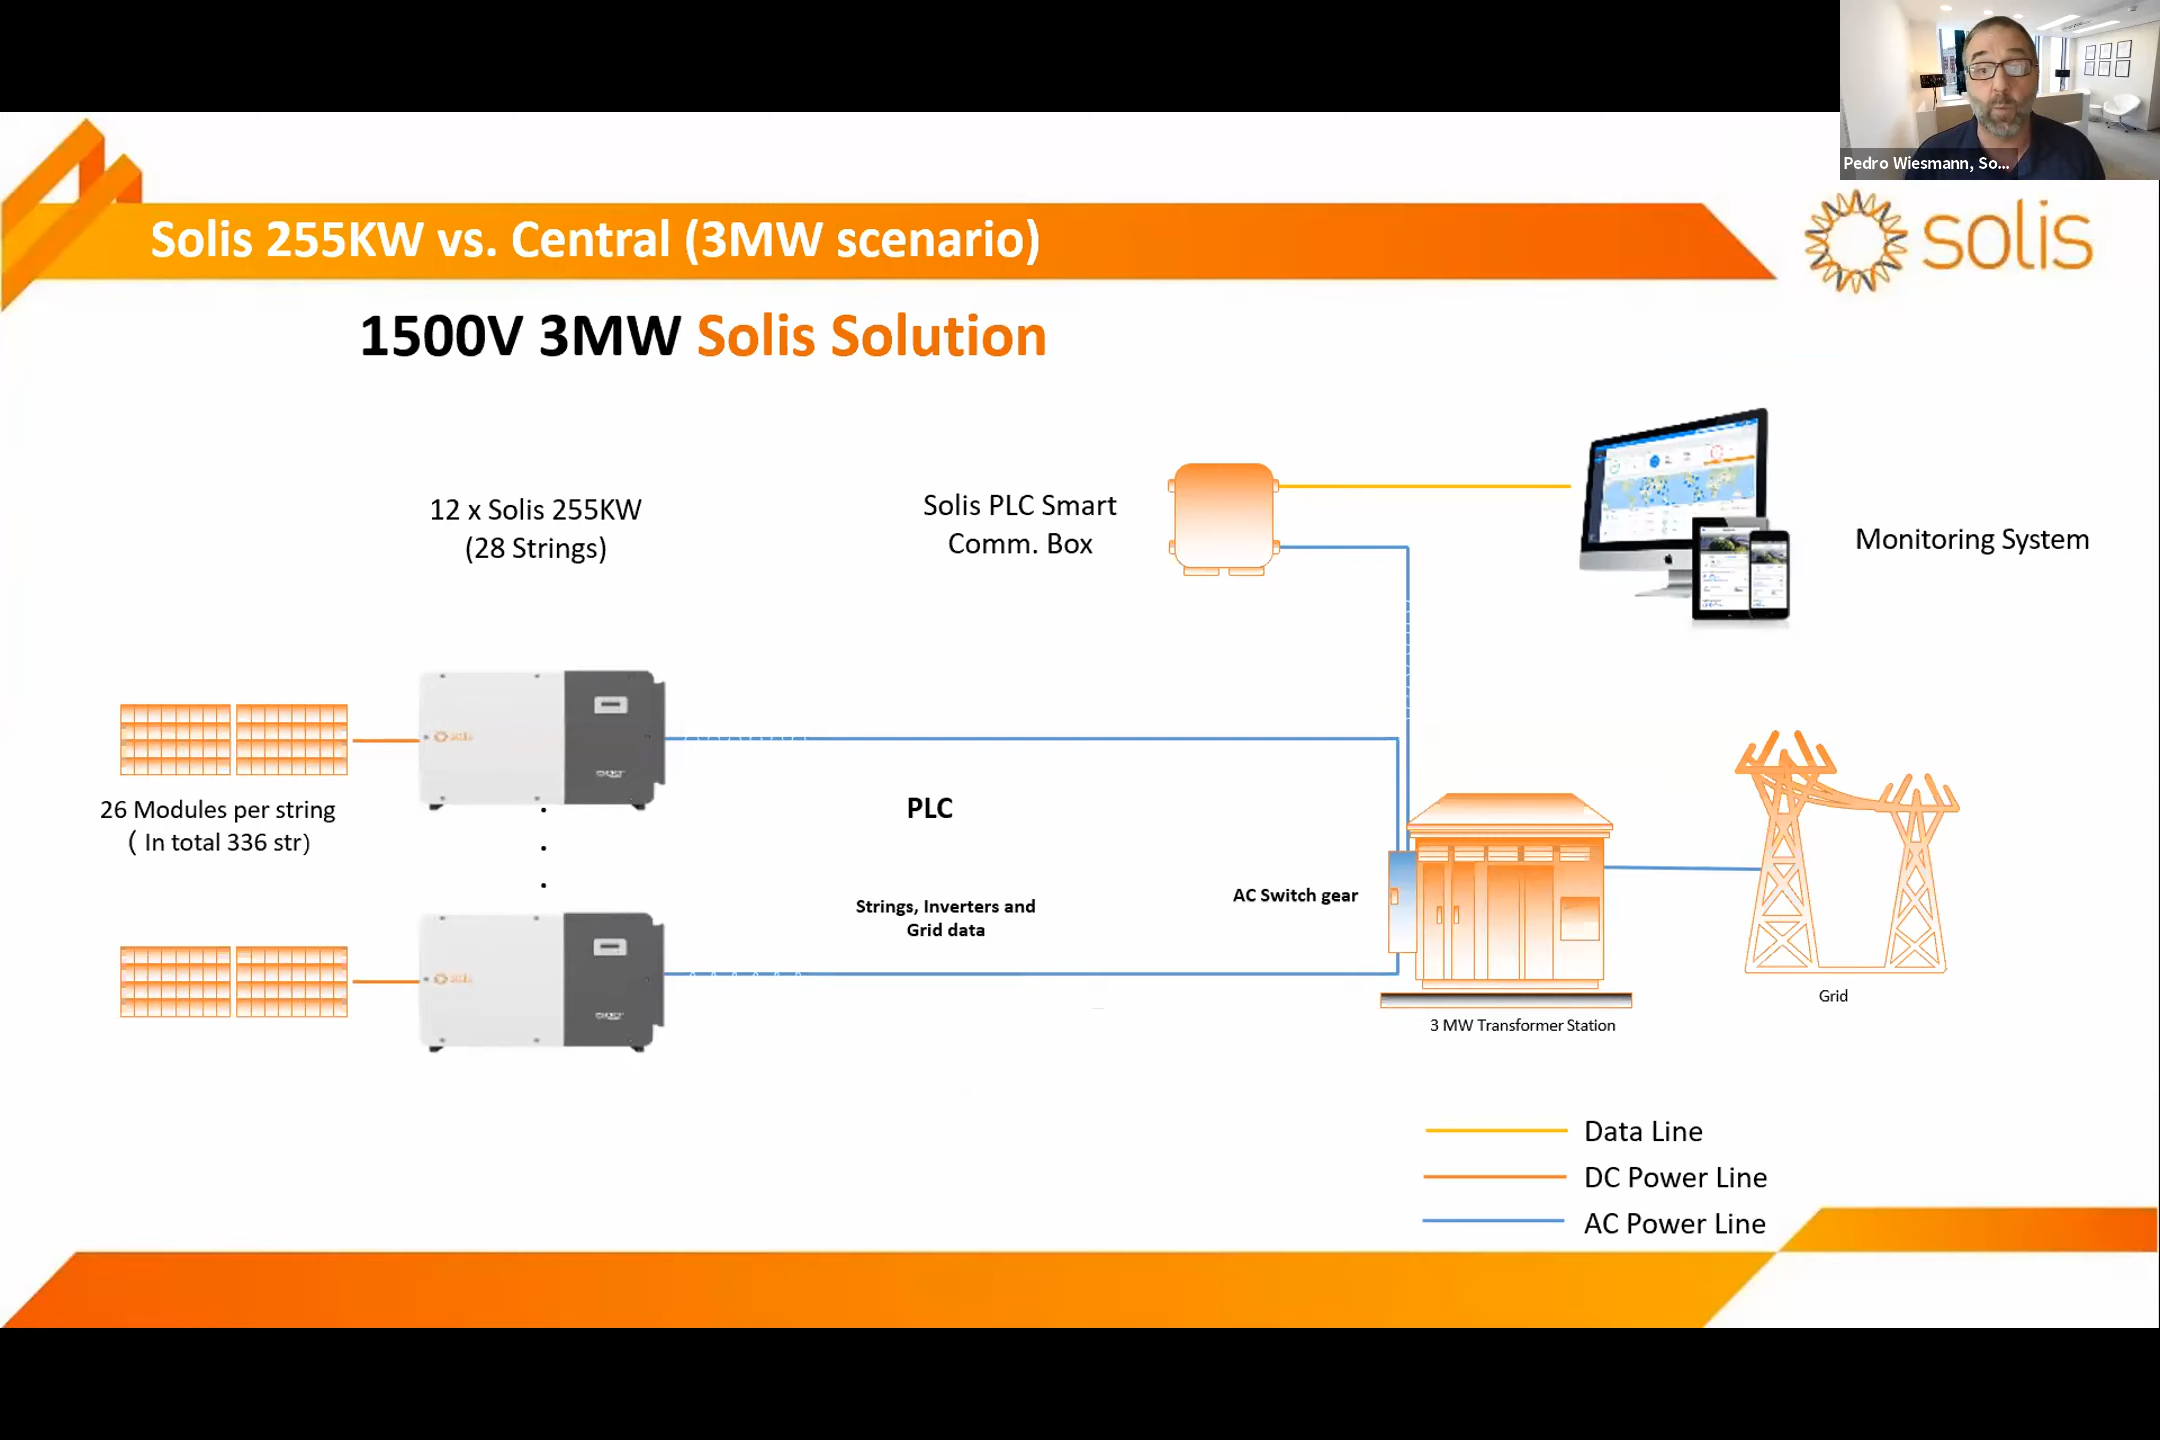 Pedro Wiesmann, So...
Solis 255KW vs. Central (3MW scenario)
solis
1500V 3MW Solis Solution
12 x Solis 255KW
(28 Strings)
Solis PLC Smart
Comm. Box
Monitoring System
solis
26 Modules per string
( In total 336 str)
PLC
Strings, Inverters and
Grid data
AC Switch gear
solis
Grid
3 MW Transformer Station
Data Line
DC Power Line
AC Power Line